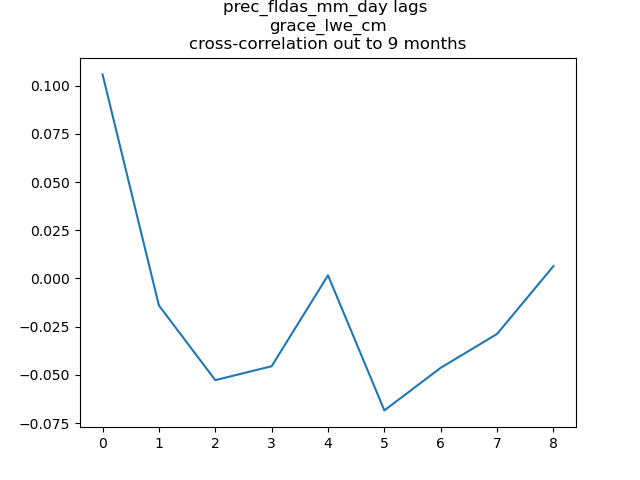 prec_fldas_mm_day lags
grace_lwe_cm
cross-correlation out to 9 months
0.100
0.075
0.050
0.025
0.000
−0.025
−0.050
−0.075
0 1 2 3 4 5 6 7 8